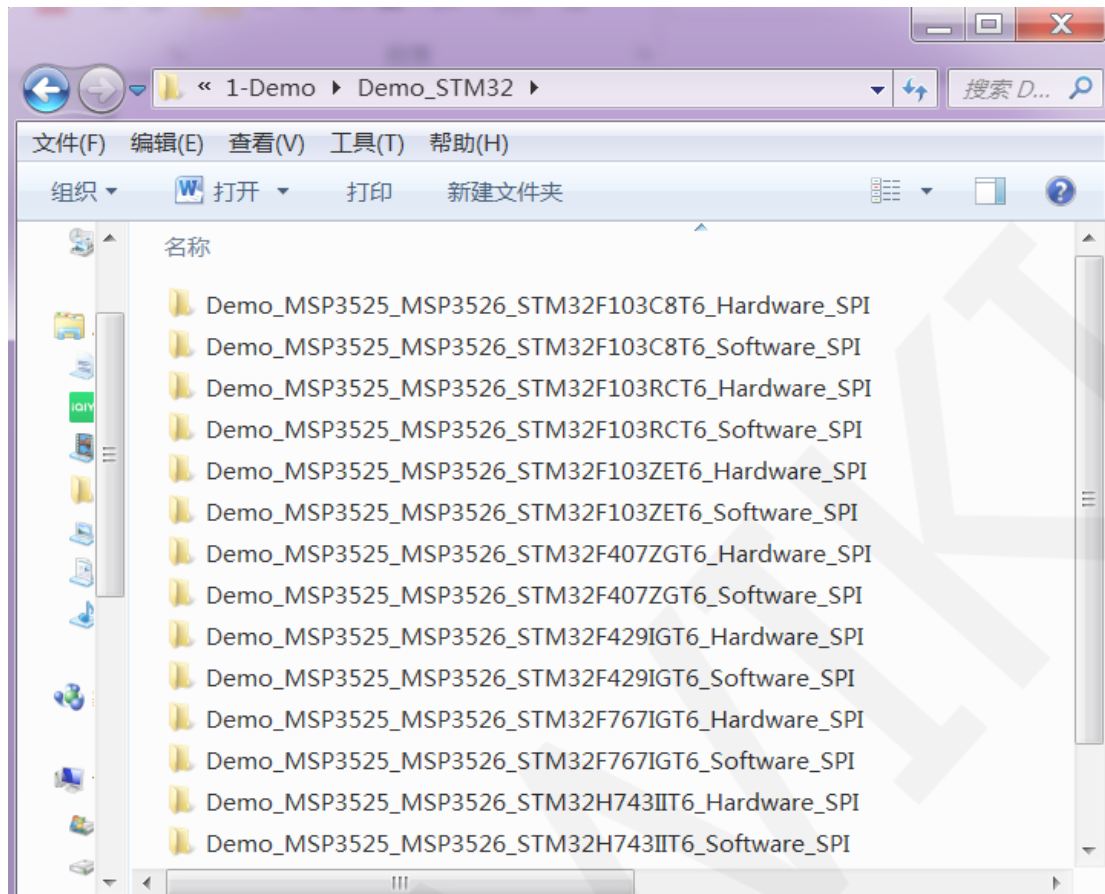 « 1-Demo Demo_STM32 搜索 D...
文件(F) 编辑(E) 查看(V) 工具(T) 帮助(H)
组织 打开 打印 新建文件夹
名称
Demo_MSP3525_MSP3526_STM32F103C8T6_Hardware_SPI
Demo_MSP3525_MSP3526_STM32F103C8T6_Software_SPI
Demo_MSP3525_MSP3526_STM32F103RCT6_Hardware_SPI
Demo_MSP3525_MSP3526_STM32F103RCT6_Software_SPI
Demo_MSP3525_MSP3526_STM32F103ZET6_Hardware_SPI
Demo_MSP3525_MSP3526_STM32F103ZET6_Software_SPI
Demo_MSP3525_MSP3526_STM32F407ZGT6_Hardware_SPI
Demo_MSP3525_MSP3526_STM32F407ZGT6_Software_SPI
Demo_MSP3525_MSP3526_STM32F429IGT6_Hardware_SPI
Demo_MSP3525_MSP3526_STM32F429IGT6_Software_SPI
Demo_MSP3525_MSP3526_STM32F767IGT6_Hardware_SPI
Demo_MSP3525_MSP3526_STM32F767IGT6_Software_SPI
Demo_MSP3525_MSP3526_STM32H743IIT6_Hardware_SPI
Demo_MSP3525_MSP3526_STM32H743IIT6_Software_SPI